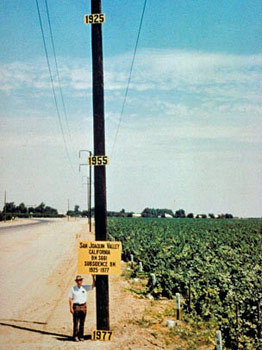 1925
1955
SAN JOAQUIN VALLEY
CALIFORNIA
BM S661
SUBSIDENCE 9M
1925-1977
1977